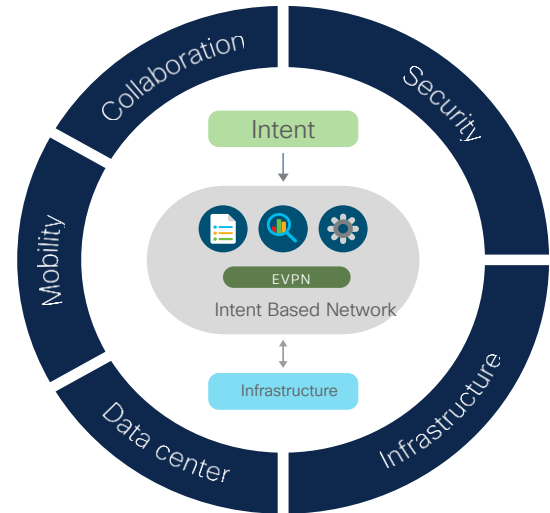 Collaboration
Security
Intent
Mobility
EVPN
Intent Based Network
Infrastructure
Data center
Infrastructure